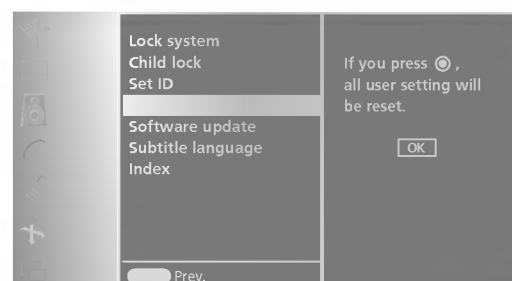 Lock system
Child lock
Set ID
Software update
Subtitle language
Index
Prev.
If you press ,
all user setting will
be reset.
OK